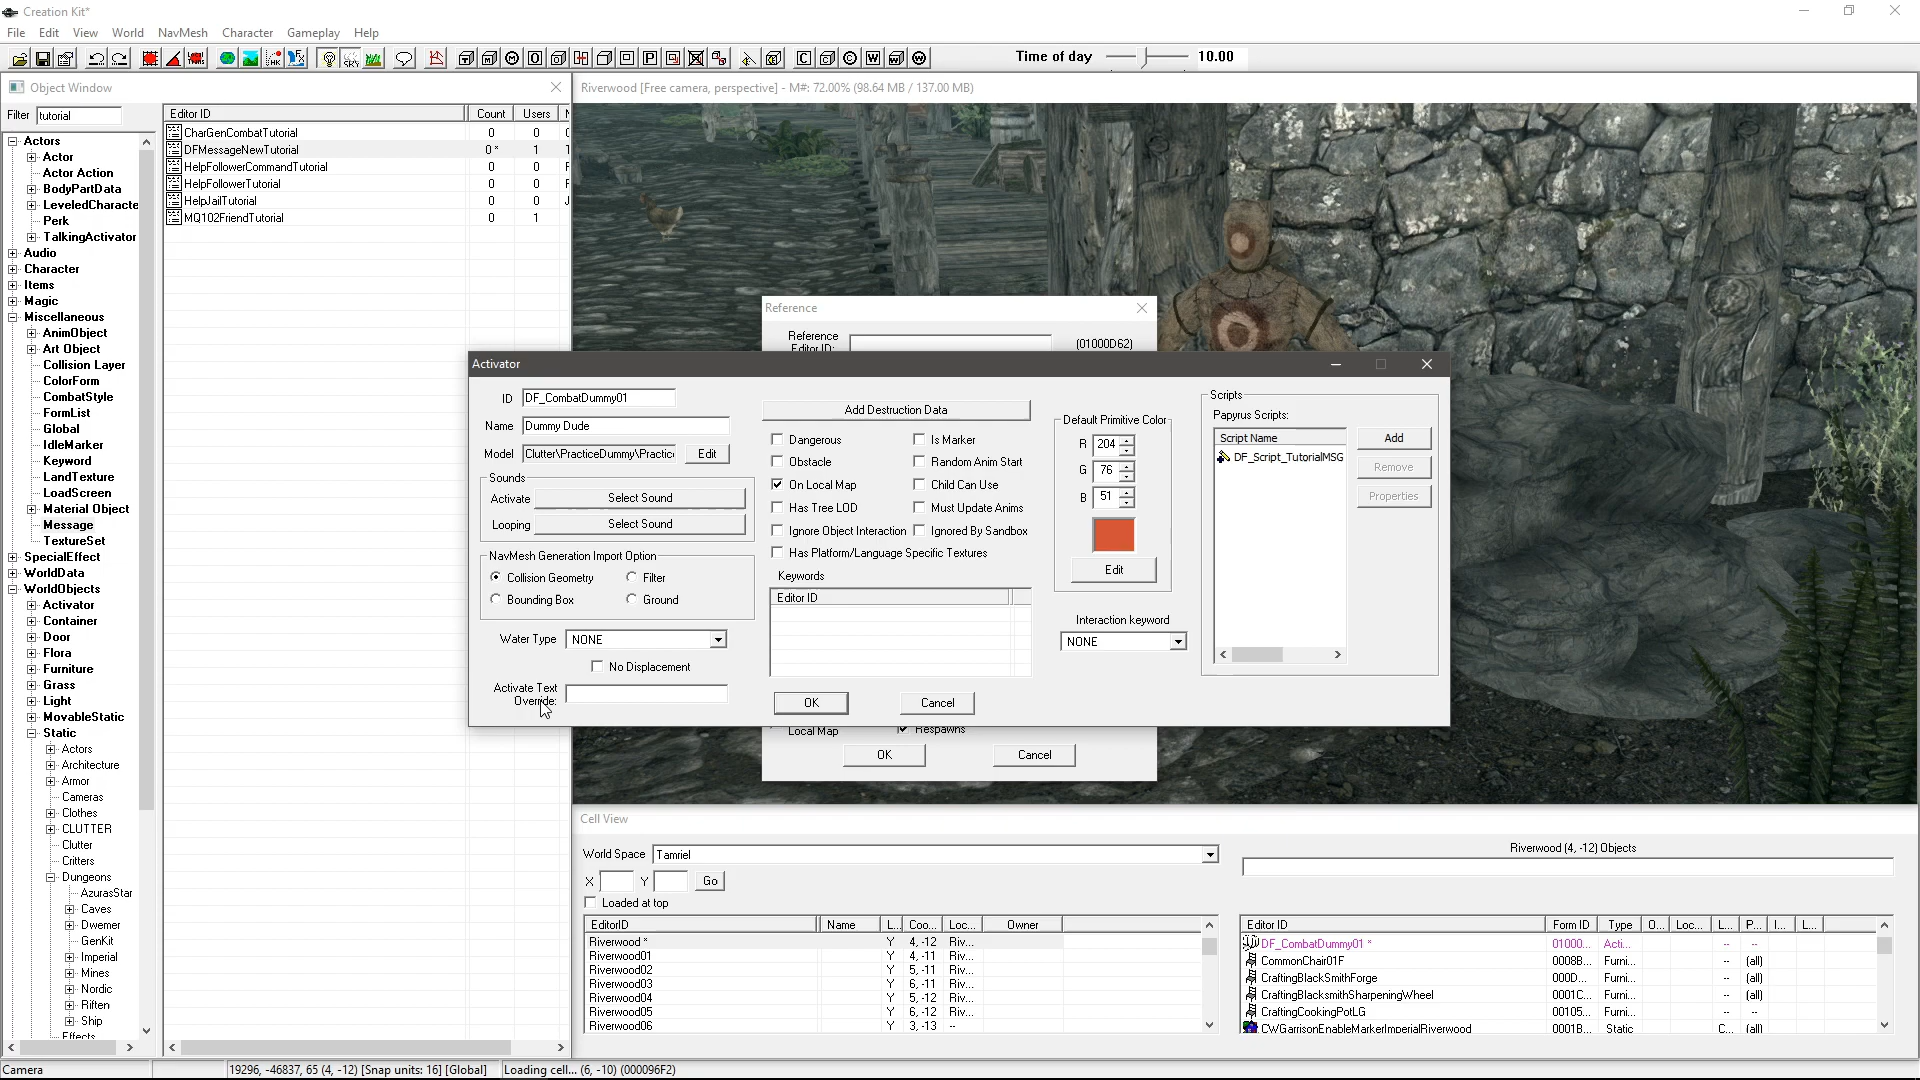 Creation Kit*
File Edit View World NavMesh Character Gameplay Help
Time of day 10.00
Object Window
Filter tutorial
Actors
Actor
Actor Action
BodyPartData
LeveledCharacte
Perk
TalkingActivator
Audio
Character
Items
Magic
Miscellaneous
AnimObject
Art Object
Collision Layer
ColorForm
CombatStyle
FormList
Global
IdleMarker
Keyword
LandTexture
LoadScreen
Material Object
Message
TextureSet
SpecialEffect
WorldData
WorldObjects
Activator
Container
Door
Flora
Furniture
Grass
Light
MovableStatic
Static
Actors
Architecture
Armor
Cameras
Clothes
CLUTTER
Clutter
Critters
Dungeons
AzurasStar
Caves
Dwemer
GenKit
Imperial
Mines
Nordic
Riften
Ship
Effects
Editor ID Count Users
CharGenCombatTutorial 0 0
DFMessageNewTutorial 0 * 1
HelpFollowerCommandTutorial 0 0 F
HelpFollowerTutorial 0 0 F
HelpJailTutorial 0 0 J
MQ102FriendTutorial 0 1
Riverwood [Free camera, perspective] - M#: 72.00% (98.64 MB / 137.00 MB)
Reference
Reference
Editor ID: (01000D62)
Activator
ID DF_CombatDummy01
Name Dummy Dude
Model Clutter\PracticeDummy\Practic Edit
Sounds
Activate Select Sound
Looping Select Sound
NavMesh Generation Import Option
Collision Geometry Filter
Bounding Box Ground
Water Type NONE
No Displacement
Activate Text
Override:
Add Destruction Data
Dangerous Is Marker
Obstacle Random Anim Start
On Local Map Child Can Use
Has Tree LOD Must Update Anims
Ignore Object Interaction Ignored By Sandbox
Has Platform/Language Specific Textures
Keywords
Editor ID
OK Cancel
Default Primitive Color
R 204
G 76
B 51
Edit
Interaction keyword
NONE
Scripts
Papyrus Scripts:
Script Name
DF_Script_TutorialMSG
Add
Remove
Properties
Local Map Respawns
OK Cancel
Cell View
World Space Tamriel
X Y Go
Loaded at top
EditorID Name L... Coo... Loc... Owner
Riverwood * Y 4, -12 Riv...
Riverwood01 Y 4, -11 Riv...
Riverwood02 Y 5, -11 Riv...
Riverwood03 Y 6, -11 Riv...
Riverwood04 Y 5, -12 Riv...
Riverwood05 Y 6, -12 Riv...
Riverwood06 Y 3, -13 --
Riverwood (4, -12) Objects
Editor ID Form ID Type O... Loc... L... P... I... L...
DF_CombatDummy01 * 01000... Acti... -- --
CommonChair01F 0008B... Furni... -- (all)
CraftingBlackSmithForge 000D... Furni... -- (all)
CraftingBlacksmithSharpeningWheel 0001C... Furni... -- (all)
CraftingCookingPotLG 00105... Furni... -- (all)
CWGarrisonEnableMarkerImperialRiverwood 0001B... Static C... (all)
Camera 19296, -46837, 65 (4, -12) [Snap units: 16] [Global] Loading cell... (6, -10) (000096F2)